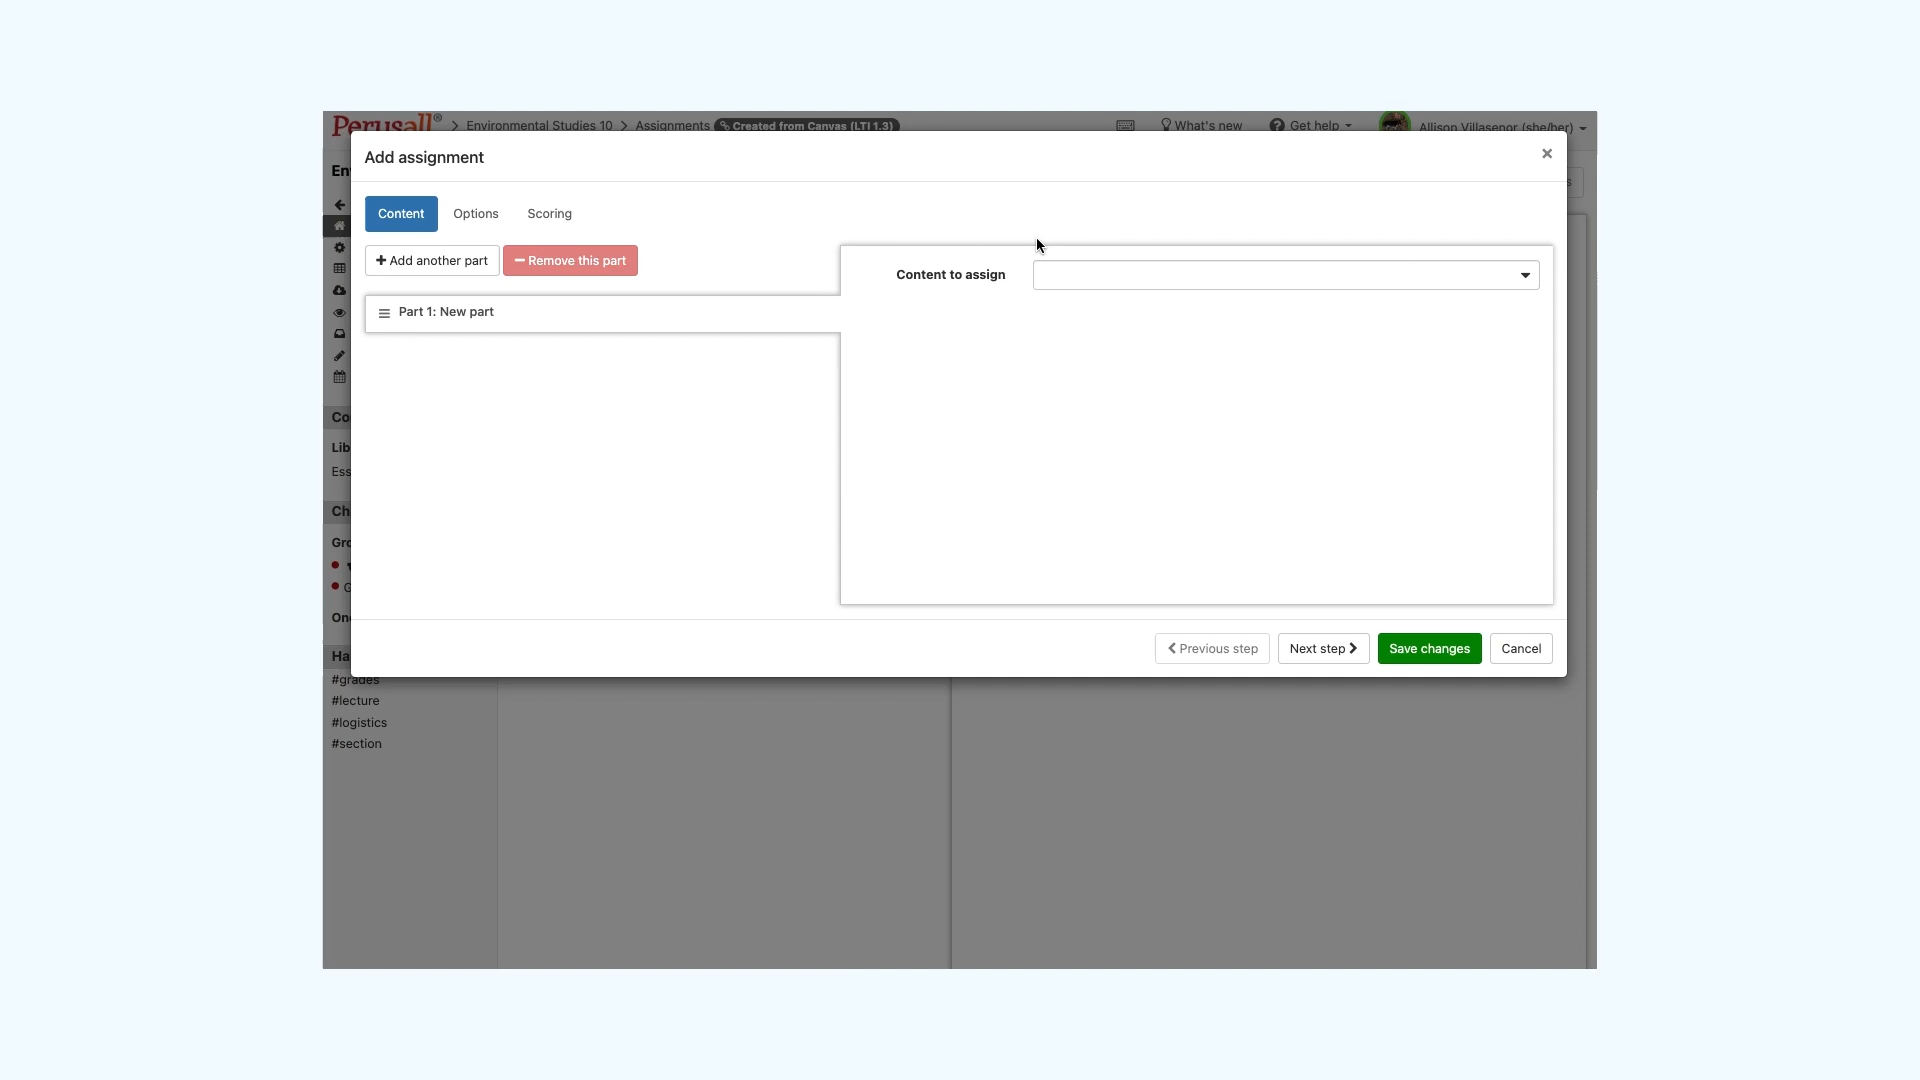 Perusall® > Environmental Studies 10 > Assignments Created from Canvas (LTI 1.3) What's new Get help Allison Villasenor (she/her)
Add assignment ×
Content Options Scoring
Add another part Remove this part
Content to assign
Part 1: New part
Previous step Next step Save changes Cancel
#grades
#lecture
#logistics
#section